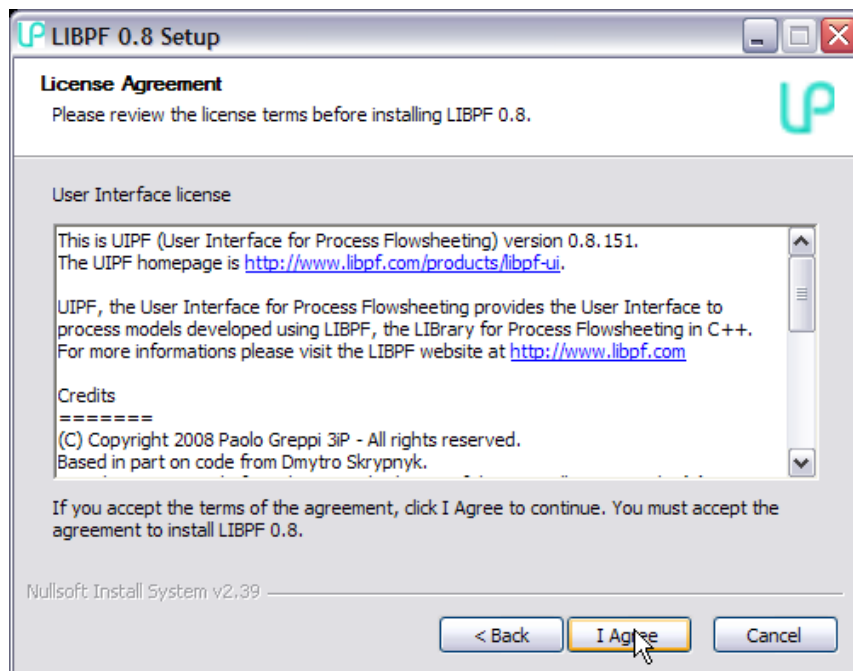 LIBPF 0.8 Setup
License Agreement
Please review the license terms before installing LIBPF 0.8.
User Interface license
This is UIPF (User Interface for Process Flowsheeting) version 0.8.151.
The UIPF homepage is http://www.libpf.com/products/libpf-ui.
UIPF, the User Interface for Process Flowsheeting provides the User Interface to
process models developed using LIBPF, the LIBrary for Process Flowsheeting in C++.
For more informations please visit the LIBPF website at http://www.libpf.com
Credits
=======
(C) Copyright 2008 Paolo Greppi 3iP - All rights reserved.
Based in part on code from Dmytro Skrypnyk.
If you accept the terms of the agreement, click I Agree to continue. You must accept the
agreement to install LIBPF 0.8.
Nullsoft Install System v2.39
< Back I Agree Cancel